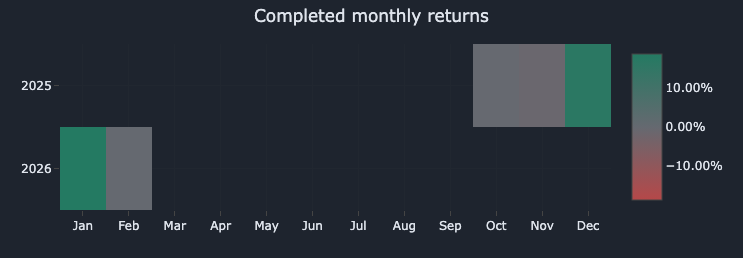 Completed monthly returns
2025
2026
Jan Feb Mar Apr May Jun Jul Aug Sep Oct Nov Dec
10.00%
0.00%
−10.00%